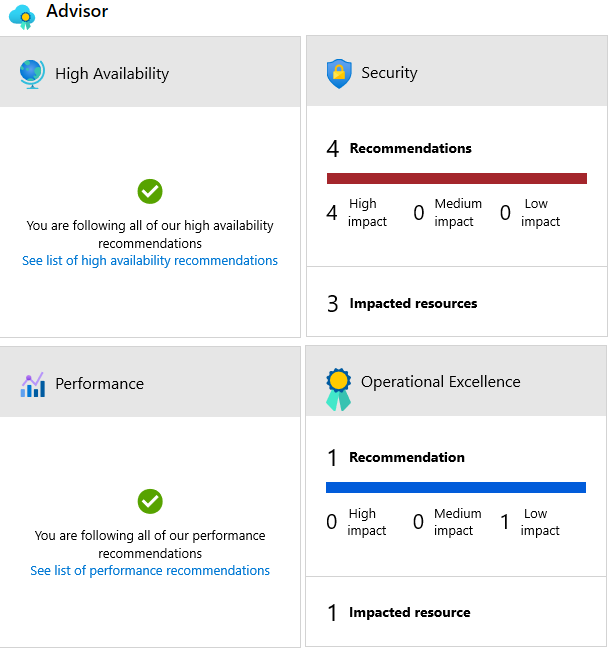 Advisor
High Availability
You are following all of our high availability
recommendations
See list of high availability recommendations
Security
4 Recommendations
4 High impact 0 Medium impact 0 Low impact
3 Impacted resources
Performance
You are following all of our performance
recommendations
See list of performance recommendations
Operational Excellence
1 Recommendation
0 High impact 0 Medium impact 1 Low impact
1 Impacted resource